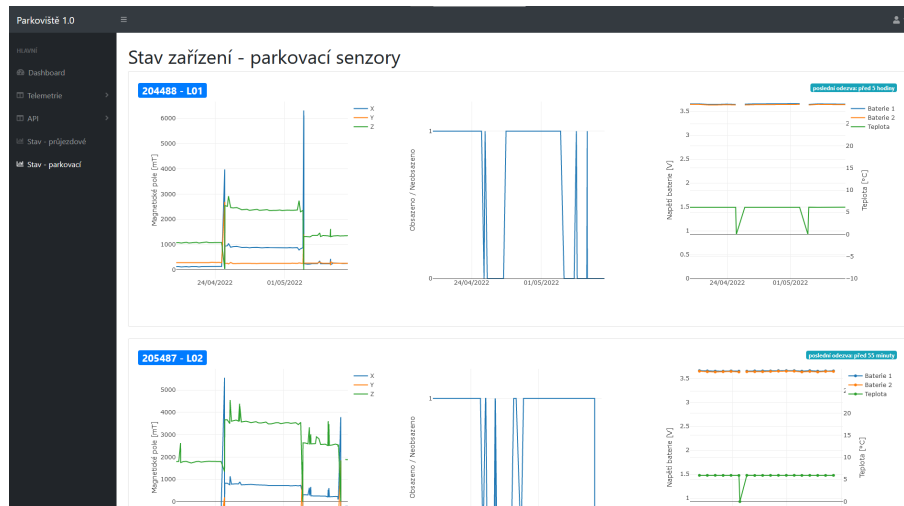 Parkoviště 1.0
HLAVNÍ
Dashboard
Telemetrie
API
Stav - průjezdové
Stav - parkovací
Stav zařízení - parkovací senzory
204488 - L01
poslední odezva: před 5 hodiny
Magnetické pole [mT]
6000
5000
4000
3000
2000
1000
0
24/04/2022
01/05/2022
X
Y
Z
Obsazeno / Neobsazeno
1
0
24/04/2022
01/05/2022
Napětí baterie [V]
3.5
3
2.5
2
1.5
1
0.5
0
24/04/2022
01/05/2022
2
20
15
10
5
0
−5
−10
Teplota [°C]
Baterie 1
Baterie 2
Teplota
205487 - L02
poslední odezva: před 55 minuty
Magnetické pole [mT]
5000
4000
3000
2000
1000
0
X
Y
Z
Obsazeno / Neobsazeno
1
Napětí baterie [V]
3.5
3
2.5
2
1.5
1
2
20
15
10
5
0
Teplota [°C]
Baterie 1
Baterie 2
Teplota